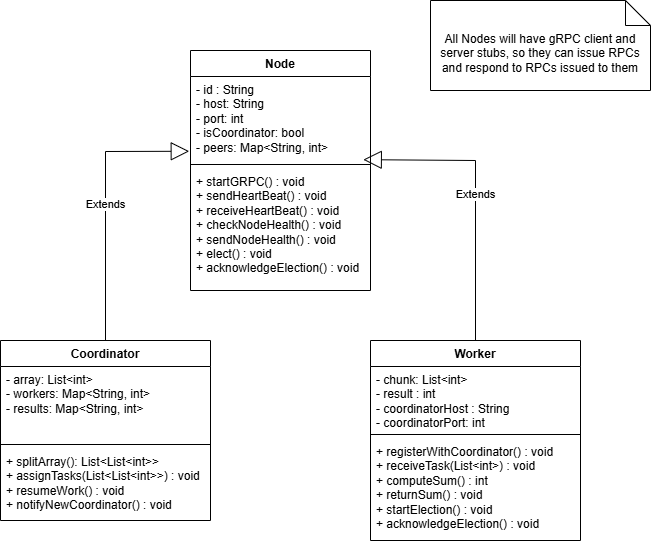 All Nodes will have gRPC client and
server stubs, so they can issue RPCs
and respond to RPCs issued to them
Node
- id : String
- host: String
- port: int
- isCoordinator: bool
- peers: Map<String, int>
+ startGRPC() : void
+ sendHeartBeat() : void
+ receiveHeartBeat() : void
+ checkNodeHealth() : void
+ sendNodeHealth() : void
+ elect() : void
+ acknowledgeElection() : void
Extends
Extends
Coordinator
- array: List<int>
- workers: Map<String, int>
- results: Map<String, int>
+ splitArray(): List<List<int>>
+ assignTasks(List<List<int>>) : void
+ resumeWork() : void
+ notifyNewCoordinator() : void
Worker
- chunk: List<int>
- result : int
- coordinatorHost : String
- coordinatorPort: int
+ registerWithCoordinator() : void
+ receiveTask(List<int>) : void
+ computeSum() : int
+ returnSum() : void
+ startElection() : void
+ acknowledgeElection() : void